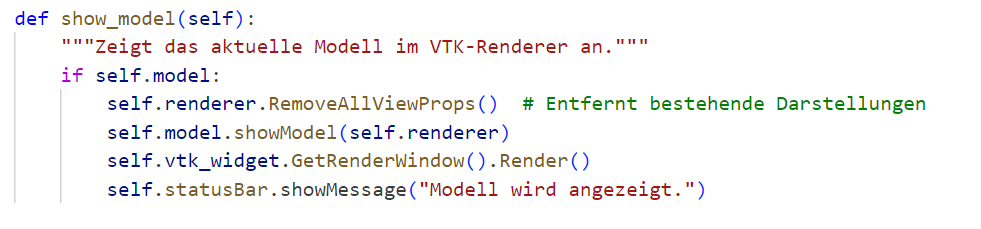 def show_model(self):
    """Zeigt das aktuelle Modell im VTK-Renderer an."""
    if self.model:
        self.renderer.RemoveAllViewProps()  # Entfernt bestehende Darstellungen
        self.model.showModel(self.renderer)
        self.vtk_widget.GetRenderWindow().Render()
        self.statusBar.showMessage("Modell wird angezeigt.")